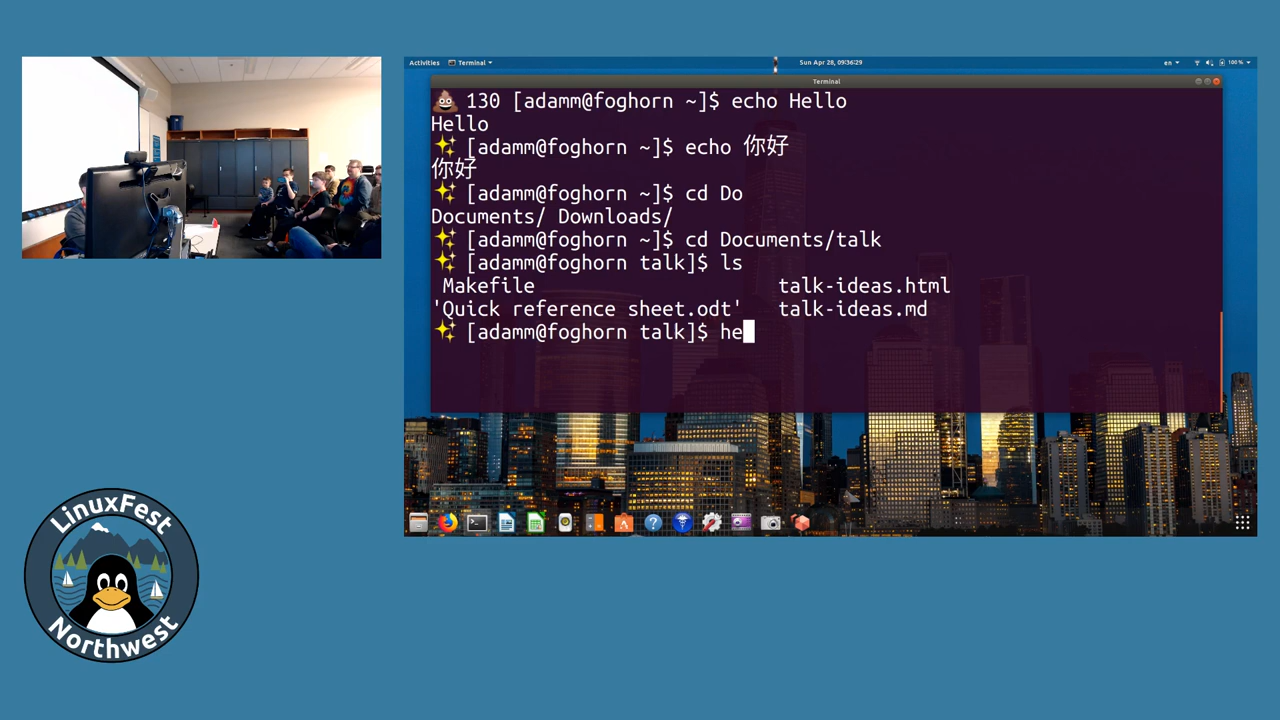 Activities Terminal Sun Apr 28, 09:36:29 en 100%
Terminal
💩 130 [adamm@foghorn ~]$ echo Hello
Hello
✨ [adamm@foghorn ~]$ echo 你好
你好
✨ [adamm@foghorn ~]$ cd Do
Documents/ Downloads/
✨ [adamm@foghorn ~]$ cd Documents/talk
✨ [adamm@foghorn talk]$ ls
Makefile talk-ideas.html
'Quick reference sheet.odt' talk-ideas.md
✨ [adamm@foghorn talk]$ he
LinuxFest
Northwest